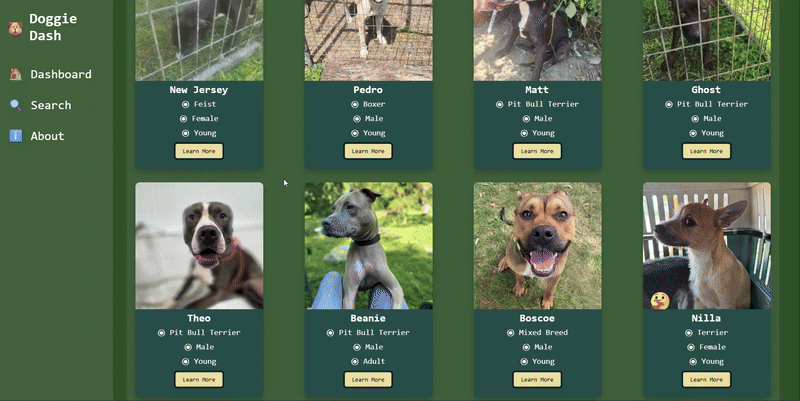 Doggie
Dash
Dashboard
Search
About
New Jersey
Feist
Female
Young
Learn More
Pedro
Boxer
Male
Young
Learn More
Matt
Pit Bull Terrier
Male
Young
Learn More
Ghost
Pit Bull Terrier
Male
Young
Learn More
Theo
Pit Bull Terrier
Male
Young
Learn More
Beanie
Pit Bull Terrier
Male
Adult
Learn More
Boscoe
Mixed Breed
Male
Young
Learn More
Nilla
Terrier
Female
Young
Learn More